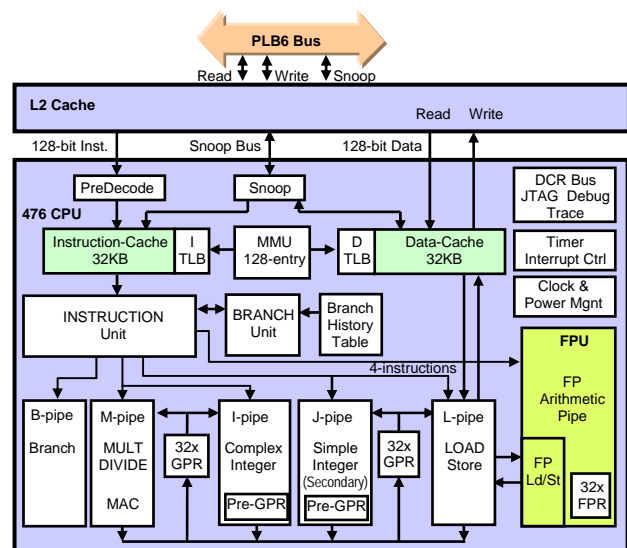 PLB6 Bus
Read Write Snoop
L2 Cache
Read Write
128-bit Inst.
Snoop Bus
128-bit Data
476 CPU
PreDecode
Snoop
DCR Bus
JTAG Debug
Trace
Instruction-Cache
32KB
I
TLB
MMU
128-entry
D
TLB
Data-Cache
32KB
Timer
Interrupt Ctrl
Clock &
Power Mgnt
INSTRUCTION
Unit
BRANCH
Unit
Branch
History
Table
4-instructions
FPU
FP
Arithmetic
Pipe
B-pipe
Branch
M-pipe
MULT
DIVIDE
MAC
32x
GPR
I-pipe
Complex
Integer
Pre-GPR
J-pipe
Simple
Integer
(Secondary)
Pre-GPR
32x
GPR
L-pipe
LOAD
Store
FP
Ld/St
32x
FPR